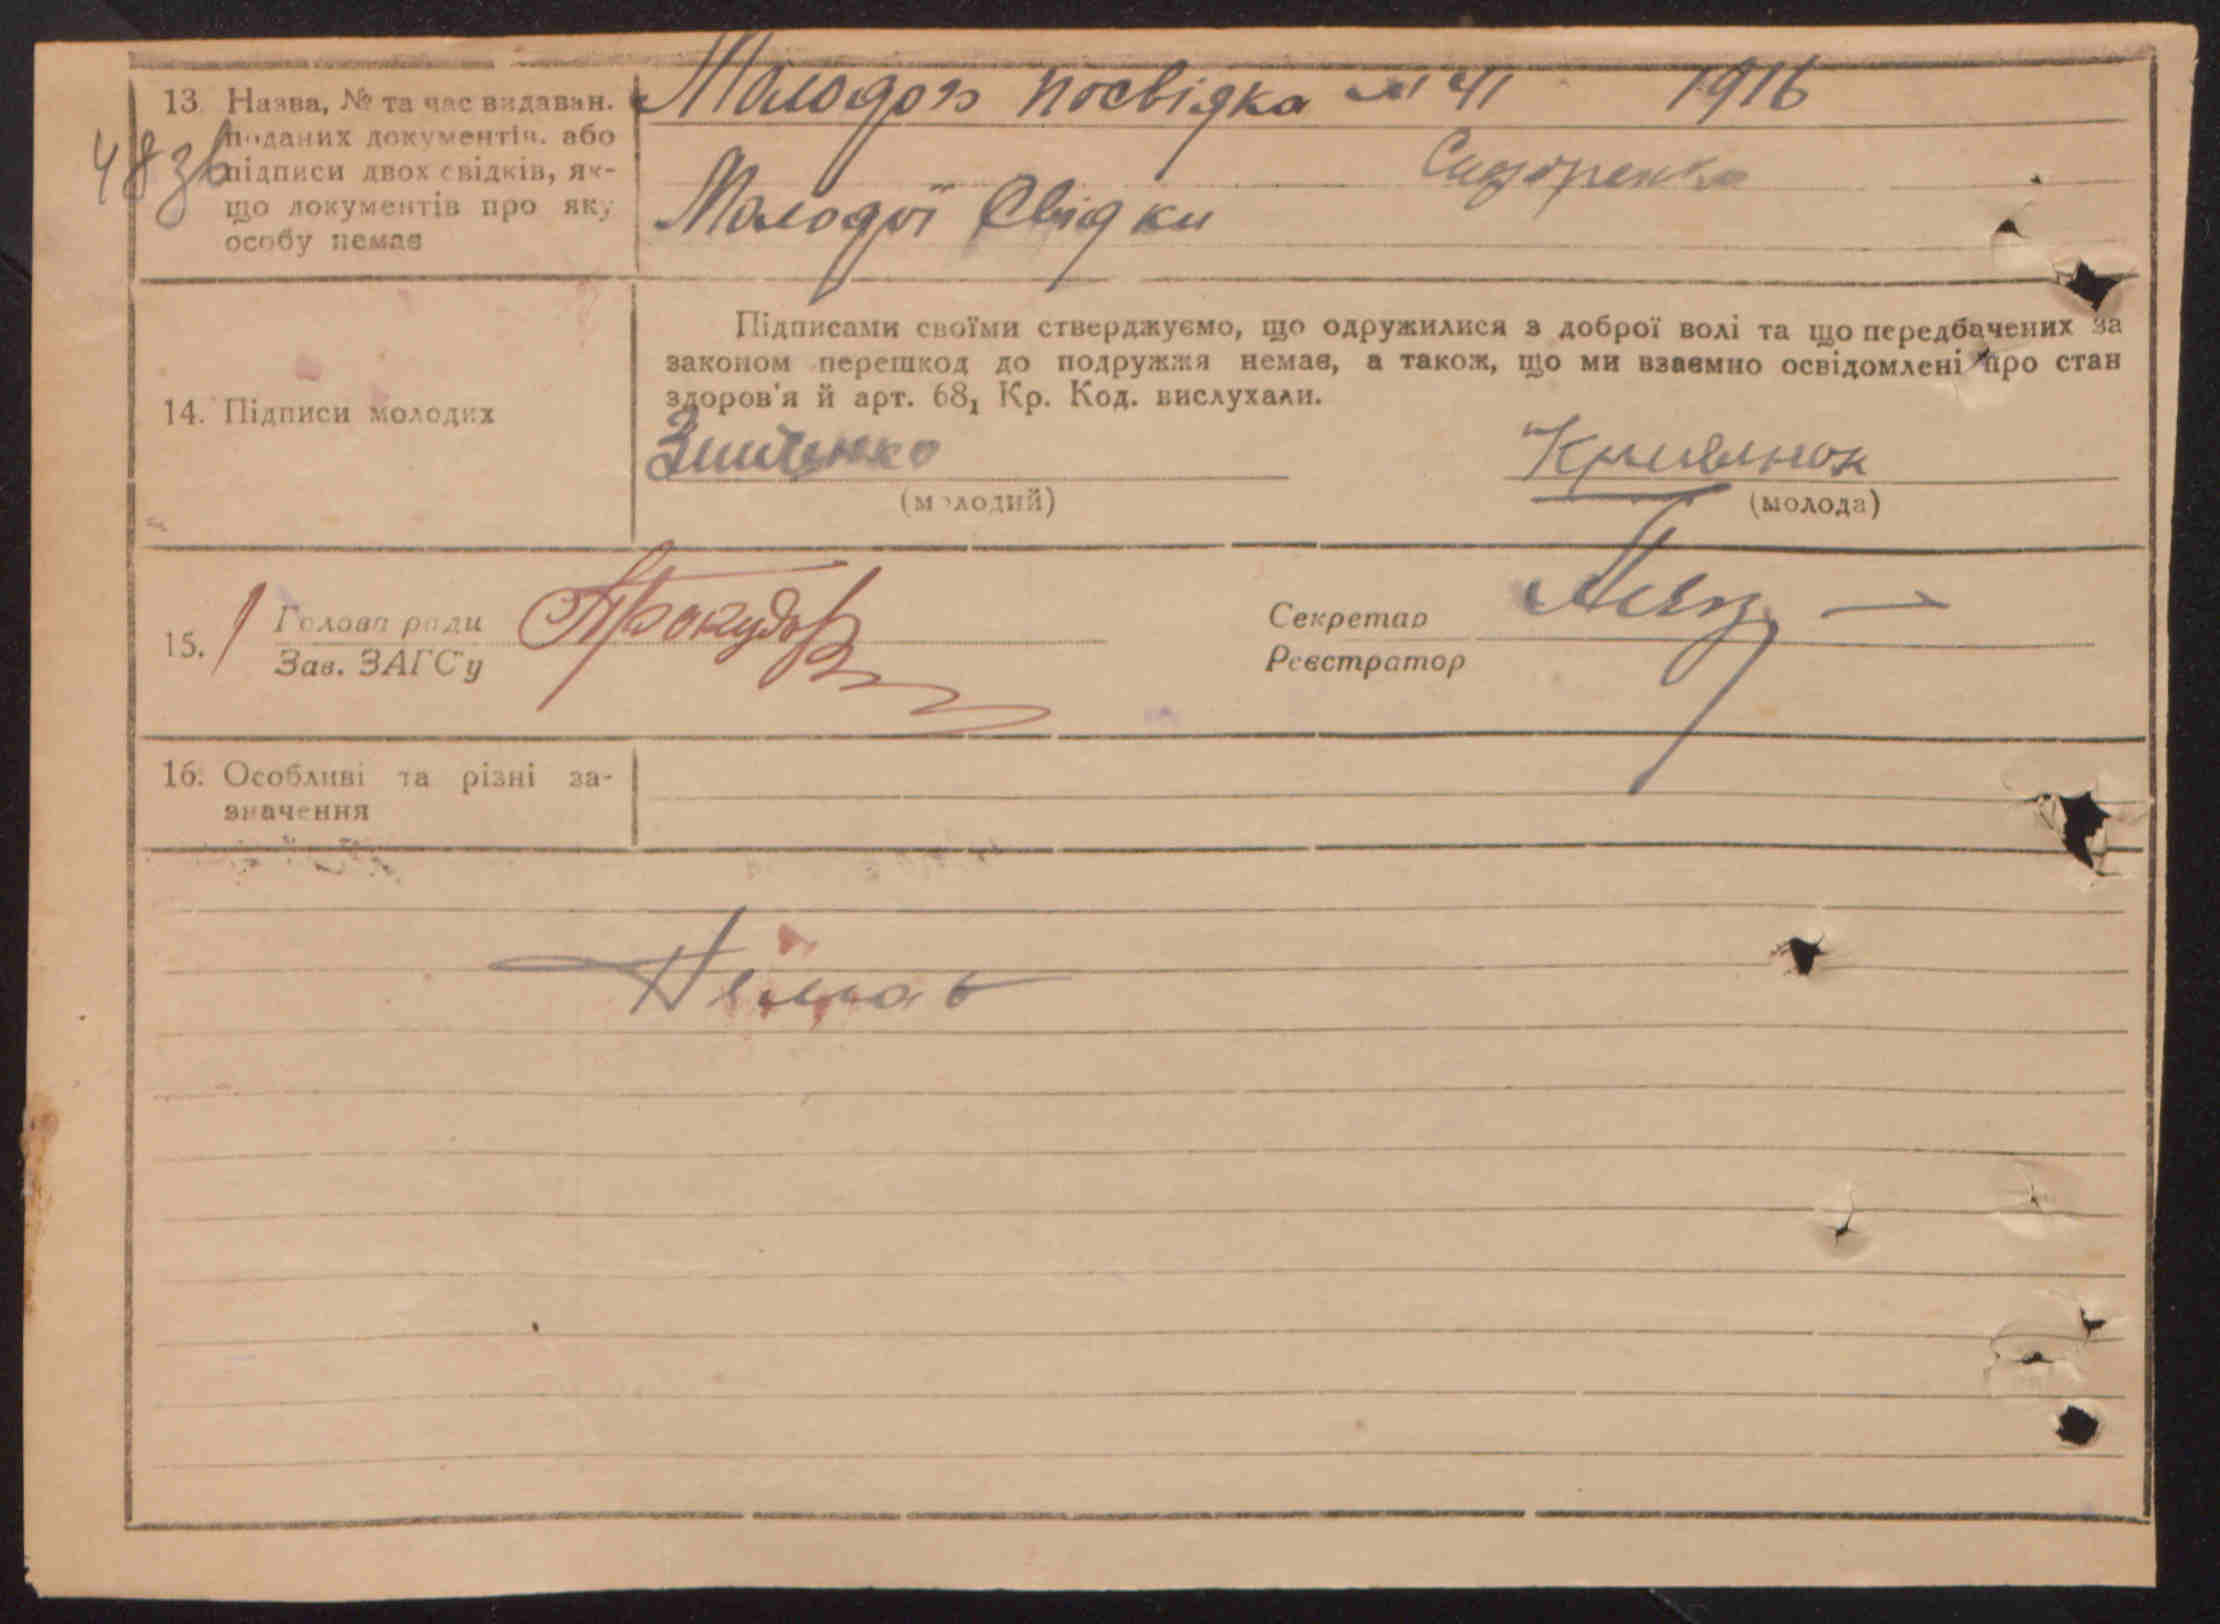 48зв
13. Назва, № та час видаван.
поданих документів, або
підписи двох свідків, як-
що документів про яку
особу немає
Молодого посвідка № 41 1916
Сидоренко
Молодої Свідки
14. Підписи молодих
Підписами своїми стверджуємо, що одружилися з доброї волі та що передбачених за
законом перешкод до подружжя немає, а також, що ми взаємно освідомлені про стан
здоров'я й арт. 68₁ Кр. Код. вислухали.
Зинченко
(молодий)
(молода)
15. Голова ради
Зав. ЗАГС'у
Секретар
Реєстратор
16. Особливі та різні за-
значення
Немає